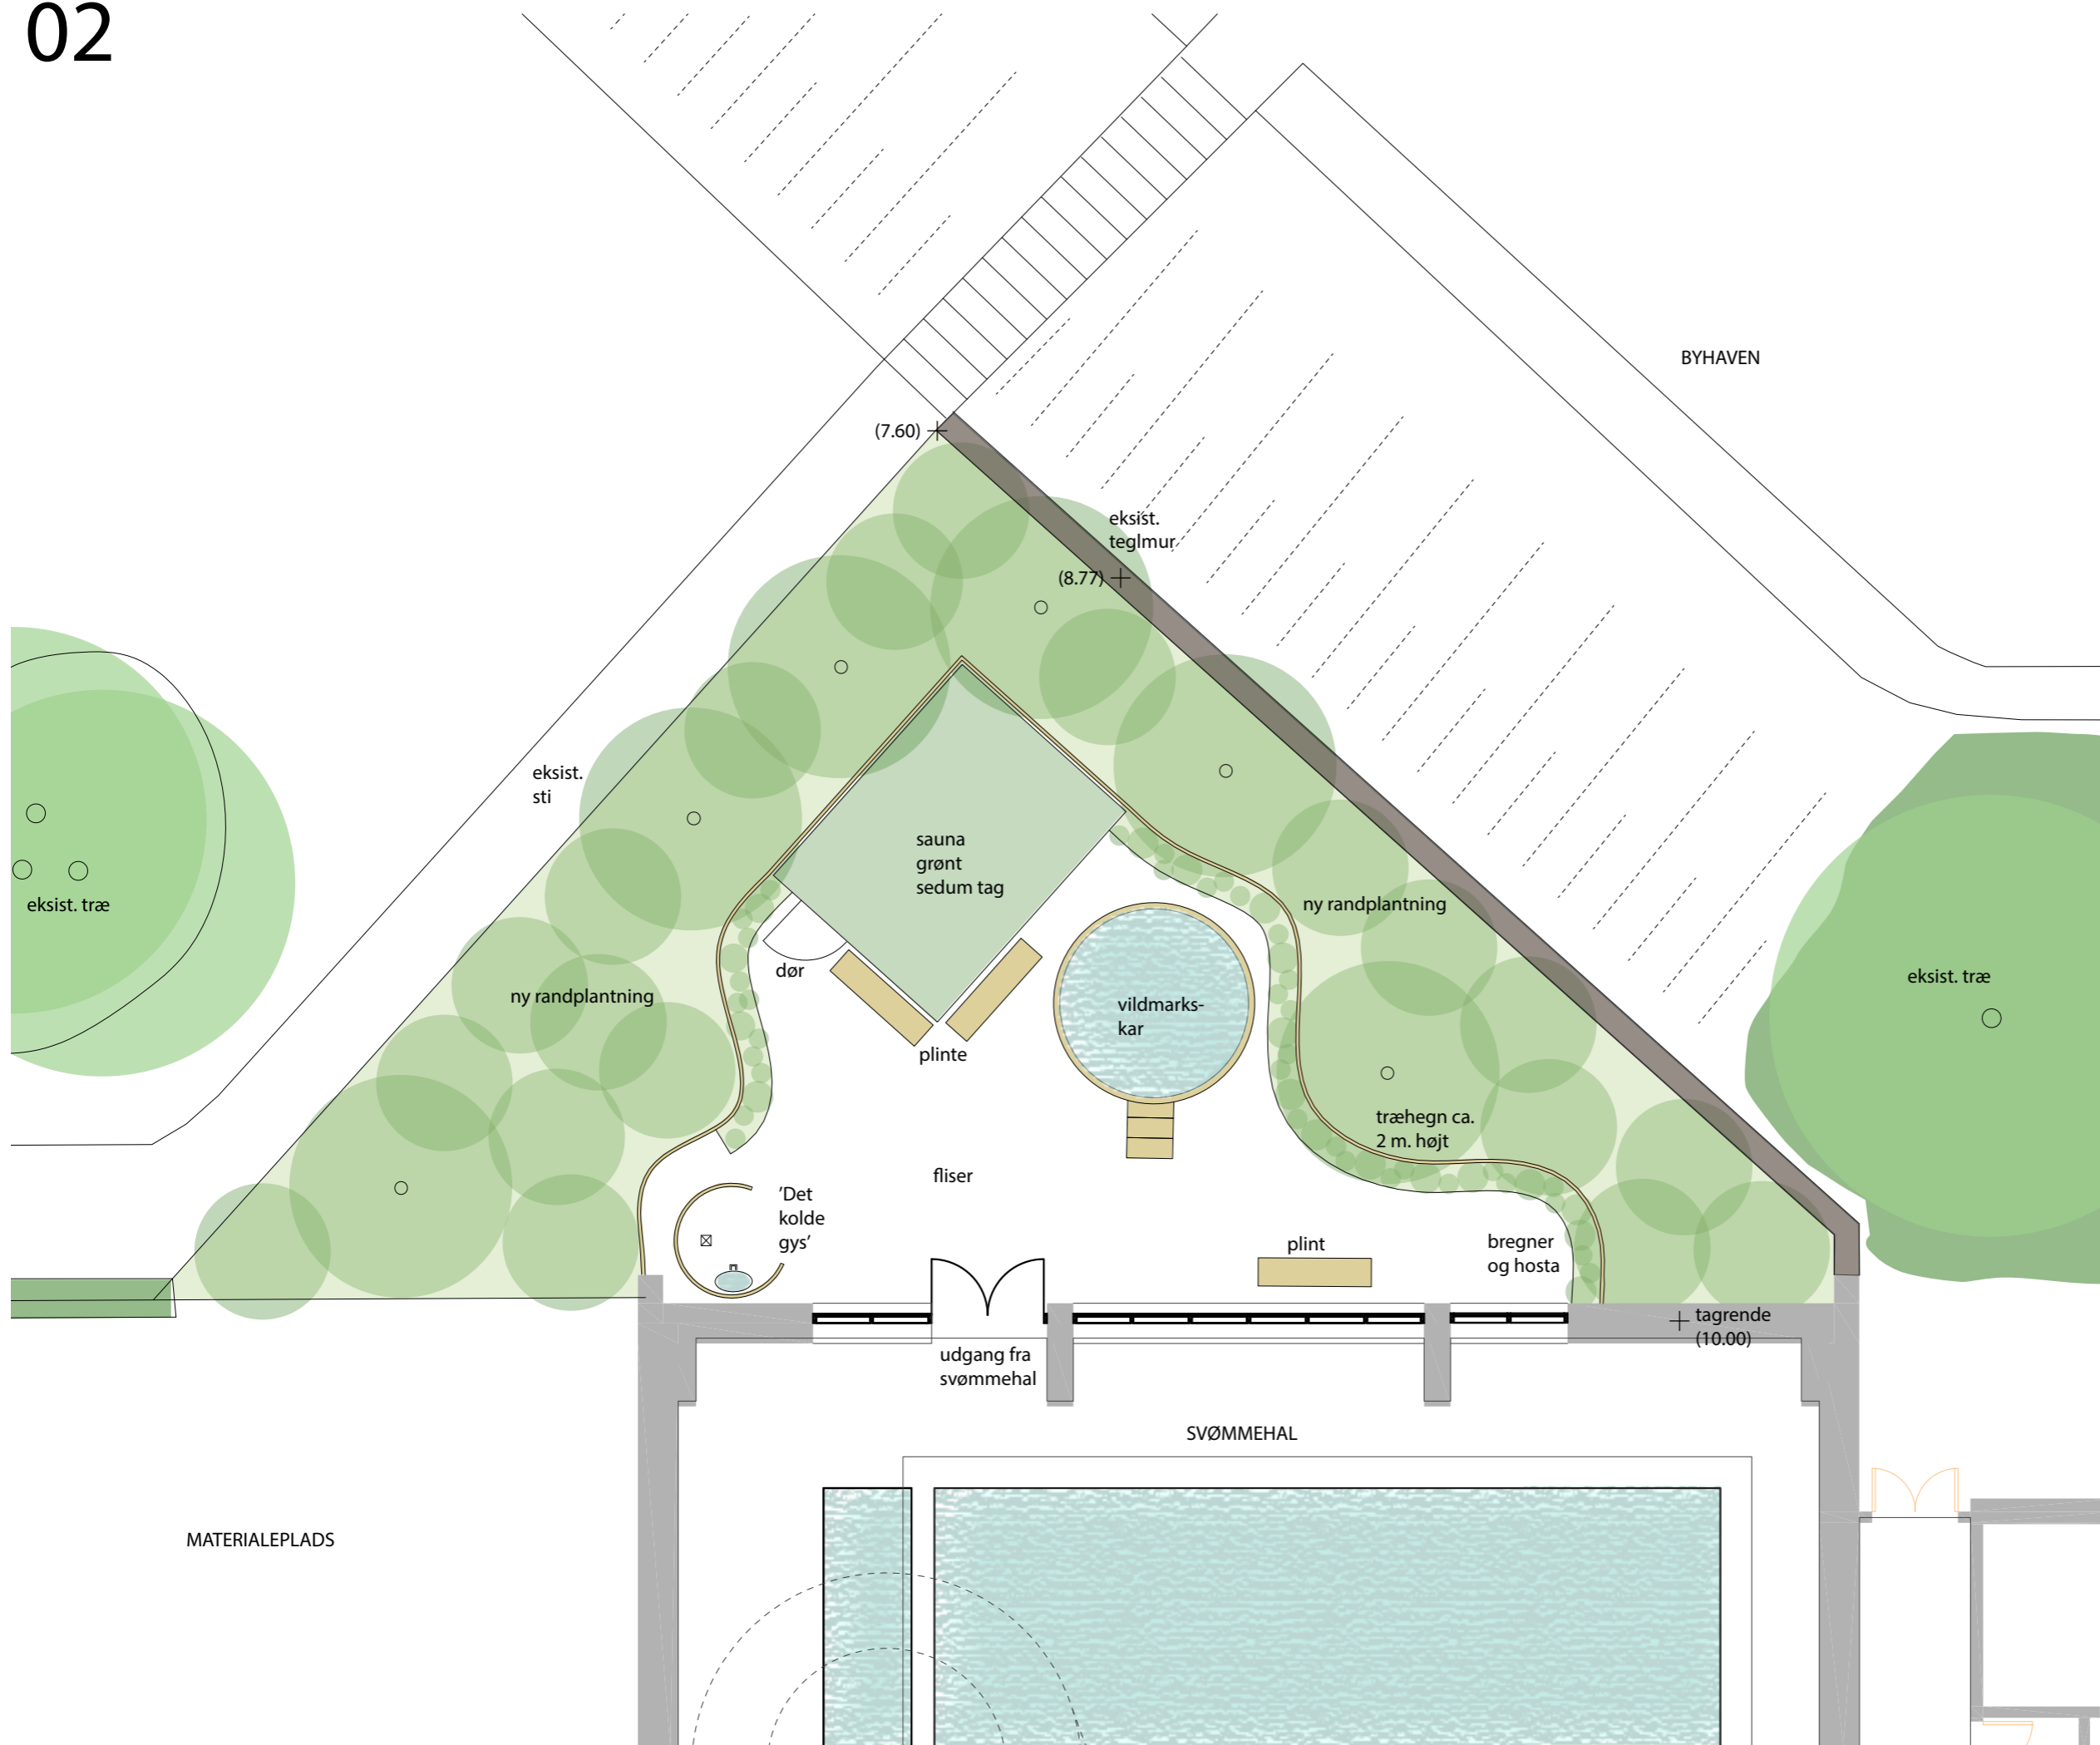 02
BYHAVEN
(7.60)
eksist.
teglmur
(8.77)
eksist.
sti
sauna
grønt
sedum tag
eksist. træ
ny randplantning
dør
ny randplantning
vildmarks-
kar
eksist. træ
plinte
træhegn ca.
2 m. højt
fliser
'Det
kolde
gys'
plint
bregner
og hosta
tagrende
(10.00)
udgang fra
svømmehal
SVØMMEHAL
MATERIALEPLADS